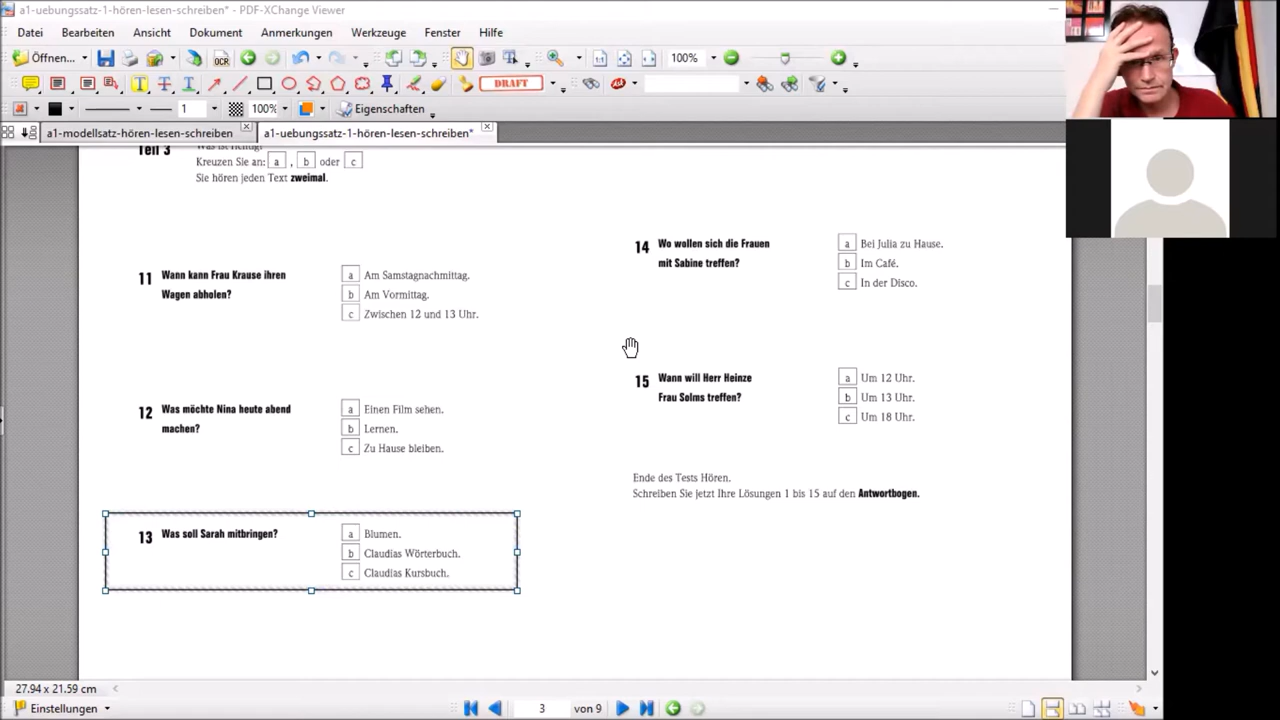 a1-uebungssatz-1-hören-lesen-schreiben* - PDF-XChange Viewer
Datei Bearbeiten Ansicht Dokument Anmerkungen Werkzeuge Fenster Hilfe
Öffnen... OCR 100%
DRAFT
1 100% Eigenschaften
a1-modellsatz-hören-lesen-schreiben a1-uebungssatz-1-hören-lesen-schreiben*
Teil 3 Was ist richtig?
Kreuzen Sie an: a , b oder c
Sie hören jeden Text zweimal.
11 Wann kann Frau Krause ihren
Wagen abholen?
a Am Samstagnachmittag.
b Am Vormittag.
c Zwischen 12 und 13 Uhr.
12 Was möchte Nina heute abend
machen?
a Einen Film sehen.
b Lernen.
c Zu Hause bleiben.
13 Was soll Sarah mitbringen?
a Blumen.
b Claudias Wörterbuch.
c Claudias Kursbuch.
14 Wo wollen sich die Frauen
mit Sabine treffen?
a Bei Julia zu Hause.
b Im Café.
c In der Disco.
15 Wann will Herr Heinze
Frau Solms treffen?
a Um 12 Uhr.
b Um 13 Uhr.
c Um 18 Uhr.
Ende des Tests Hören.
Schreiben Sie jetzt Ihre Lösungen 1 bis 15 auf den Antwortbogen.
27.94 x 21.59 cm
Einstellungen 3 von 9